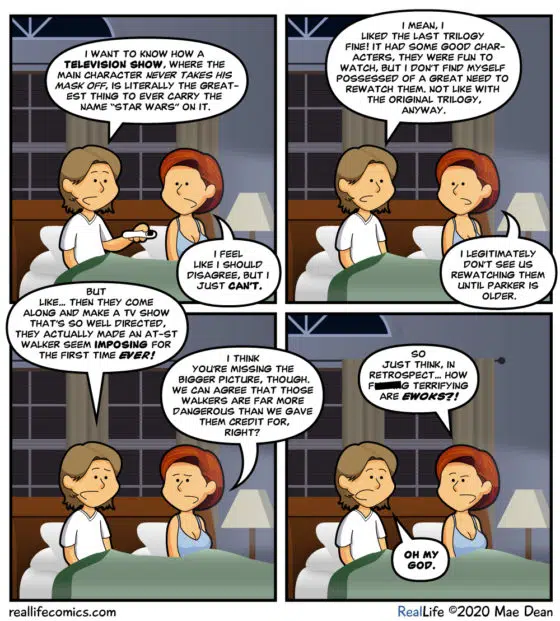 I WANT TO KNOW HOW A
TELEVISION SHOW, WHERE THE
MAIN CHARACTER NEVER TAKES HIS
MASK OFF, IS LITERALLY THE GREAT-
EST THING TO EVER CARRY THE
NAME "STAR WARS" ON IT.
I FEEL
LIKE I SHOULD
DISAGREE, BUT I
JUST CAN'T.
I MEAN, I
LIKED THE LAST TRILOGY
FINE! IT HAD SOME GOOD CHAR-
ACTERS, THEY WERE FUN TO
WATCH, BUT I DON'T FIND MYSELF
POSSESSED OF A GREAT NEED TO
REWATCH THEM. NOT LIKE WITH
THE ORIGINAL TRILOGY,
ANYWAY.
I LEGITIMATELY
DON'T SEE US
REWATCHING THEM
UNTIL PARKER IS
OLDER.
BUT
LIKE... THEN THEY COME
ALONG AND MAKE A TV SHOW
THAT'S SO WELL DIRECTED,
THEY ACTUALLY MADE AN AT-ST
WALKER SEEM IMPOSING FOR
THE FIRST TIME EVER!
I THINK
YOU'RE MISSING THE
BIGGER PICTURE, THOUGH.
WE CAN AGREE THAT THOSE
WALKERS ARE FAR MORE
DANGEROUS THAN WE GAVE
THEM CREDIT FOR,
RIGHT?
SO
JUST THINK, IN
RETROSPECT... HOW
F G TERRIFYING
ARE EWOKS?!
OH MY
GOD.
reallifecomics.com
RealLife ©2020 Mae Dean